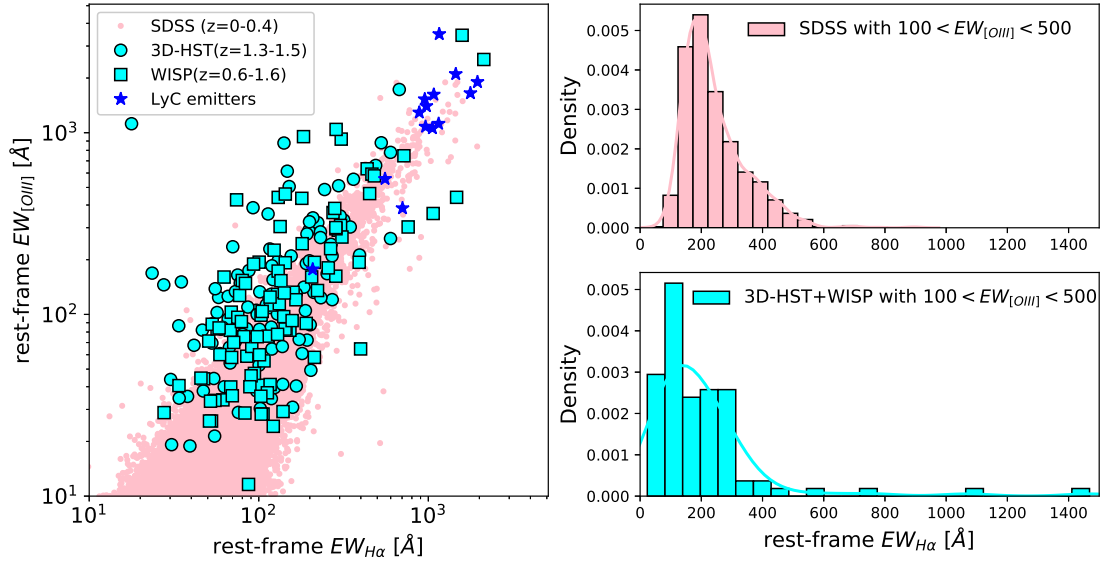 SDSS (z=0-0.4)
3D-HST(z=1.3-1.5)
WISP(z=0.6-1.6)
LyC emitters
rest-frame EW[OIII] [Å]
10³
10²
10¹
10¹ 10² 10³
rest-frame EWHα [Å]
SDSS with 100 < EW[OIII] < 500
Density
0.005
0.004
0.003
0.002
0.001
0.000
0 200 400 600 800 1000 1200 1400
3D-HST+WISP with 100 < EW[OIII] < 500
Density
0.005
0.004
0.003
0.002
0.001
0.000
0 200 400 600 800 1000 1200 1400
rest-frame EWHα [Å]